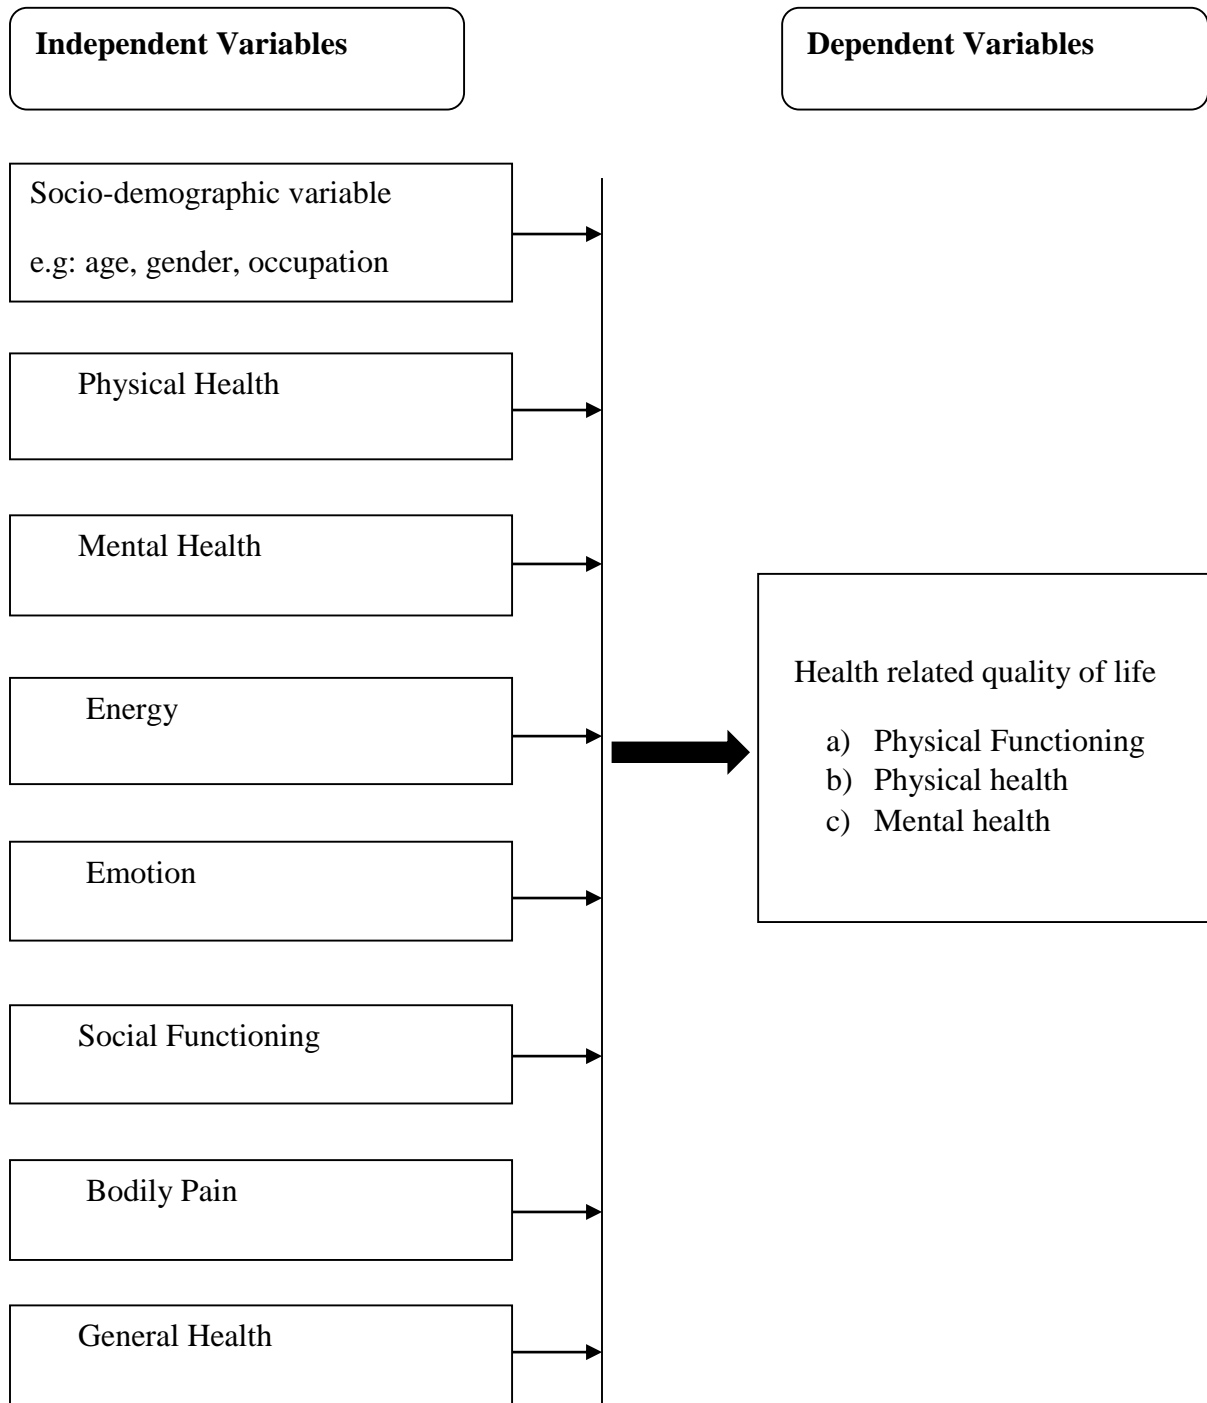 Independent Variables
Dependent Variables
Socio-demographic variable
e.g: age, gender, occupation
Physical Health
Mental Health
Energy
Emotion
Social Functioning
Bodily Pain
General Health
Health related quality of life
a) Physical Functioning
b) Physical health
c) Mental health